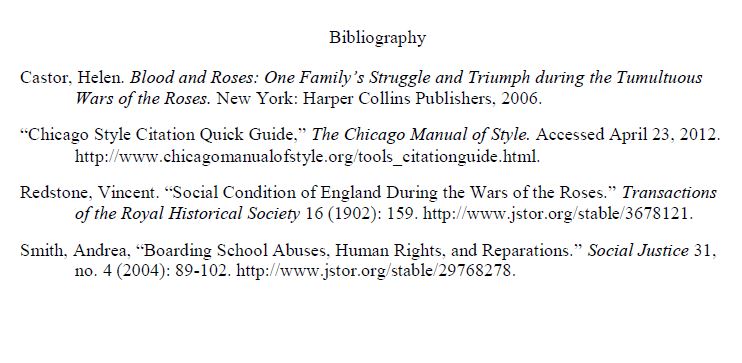 Bibliography
Castor, Helen. Blood and Roses: One Family’s Struggle and Triumph during the Tumultuous
Wars of the Roses. New York: Harper Collins Publishers, 2006.
“Chicago Style Citation Quick Guide,” The Chicago Manual of Style. Accessed April 23, 2012.
http://www.chicagomanualofstyle.org/tools_citationguide.html.
Redstone, Vincent. “Social Condition of England During the Wars of the Roses.” Transactions
of the Royal Historical Society 16 (1902): 159. http://www.jstor.org/stable/3678121.
Smith, Andrea, “Boarding School Abuses, Human Rights, and Reparations.” Social Justice 31,
no. 4 (2004): 89-102. http://www.jstor.org/stable/29768278.